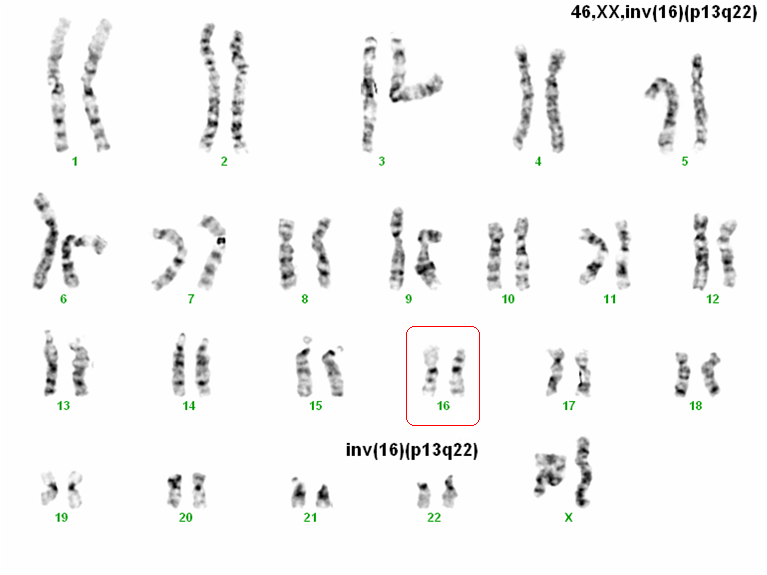 46,XX,inv(16)(p13q22)
1 2 3 4 5
6 7 8 9 10 11 12
13 14 15 16 17 18
inv(16)(p13q22)
19 20 21 22 X